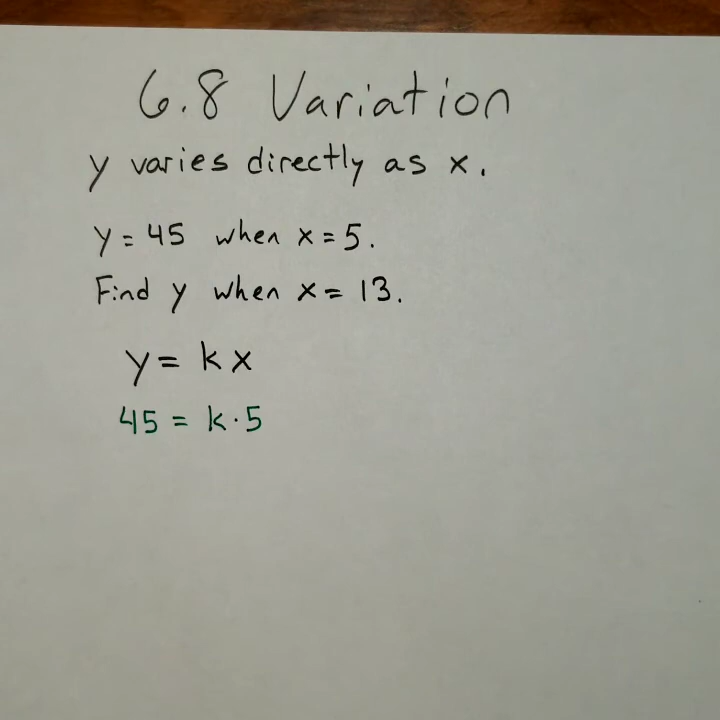 6.8 Variation
y varies directly as x.
y = 45 when x = 5.
Find y when x = 13.
y = kx
45 = k·5